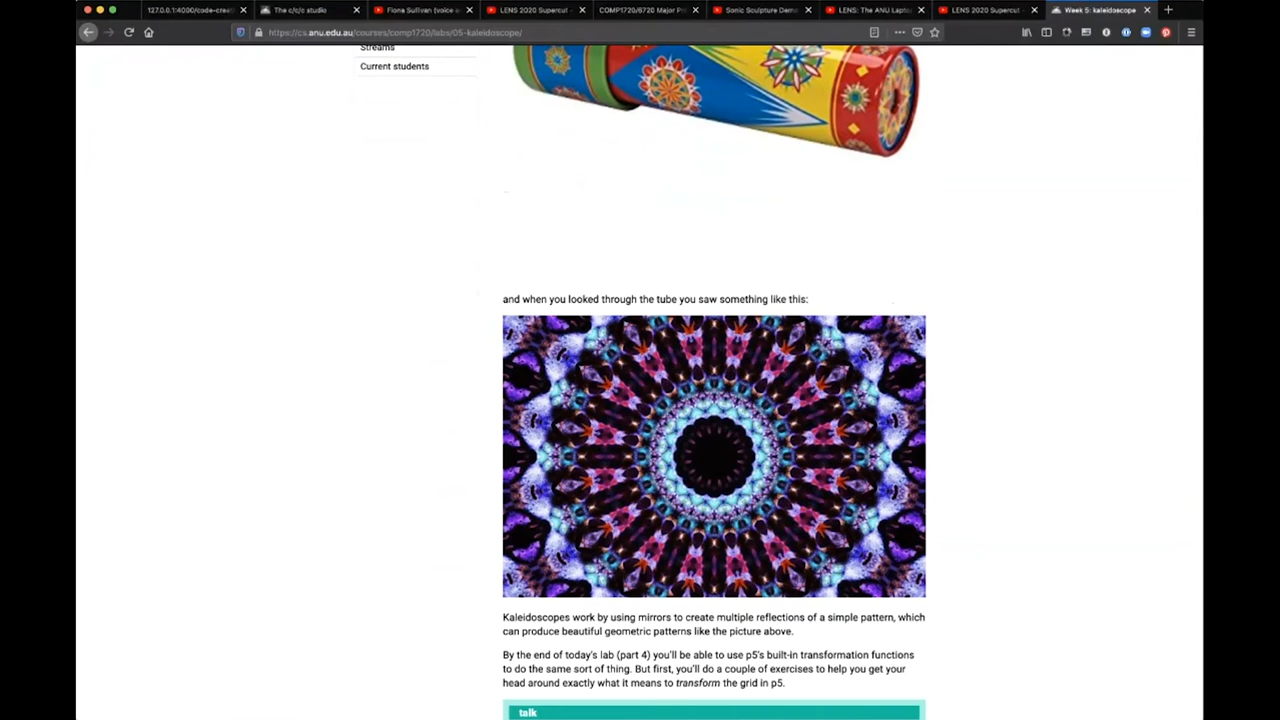 127.0.0.1:4000/code-creat
The c/c/c studio
Fiona Sullivan (voice
LENS 2020 Supercut -
COMP1720/6720 Major Pr
Sonic Sculpture Demo
LENS: The ANU Lapto
LENS 2020 Supercut -
Week 5: kaleidoscope
https://cs.anu.edu.au/courses/comp1720/labs/05-kaleidoscope/
Streams
Current students
and when you looked through the tube you saw something like this:
Kaleidoscopes work by using mirrors to create multiple reflections of a simple pattern, which
can produce beautiful geometric patterns like the picture above.
By the end of today's lab (part 4) you'll be able to use p5's built-in transformation functions
to do the same sort of thing. But first, you'll do a couple of exercises to help you get your
head around exactly what it means to transform the grid in p5.
talk